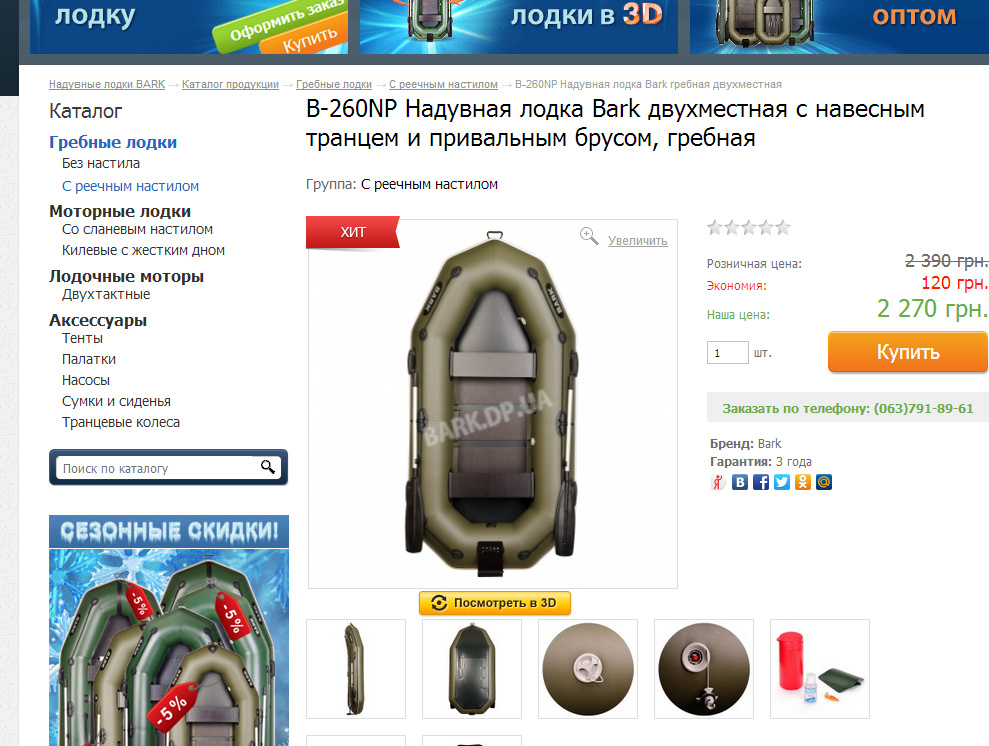 лодку
Оформить заказ
Купить
лодки в 3D
оптом
Надувные лодки BARK → Каталог продукции → Гребные лодки → С реечным настилом → B-260NP Надувная лодка Bark гребная двухместная
Каталог
Гребные лодки
Без настила
С реечным настилом
Моторные лодки
Со сланевым настилом
Килевые с жестким дном
Лодочные моторы
Двухтактные
Аксессуары
Тенты
Палатки
Насосы
Сумки и сиденья
Транцевые колеса
Поиск по каталогу
СЕЗОННЫЕ СКИДКИ!
-5%
-5%
-5%
B-260NP Надувная лодка Bark двухместная с навесным
транцем и привальным брусом, гребная
Группа: С реечным настилом
ХИТ
Увеличить
BARK
BARK
BARK.DP.UA
Посмотреть в 3D
Розничная цена: 2 390 грн.
Экономия: 120 грн.
Наша цена: 2 270 грн.
1 шт.
Купить
Заказать по телефону: (063)791-89-61
Бренд: Bark
Гарантия: 3 года